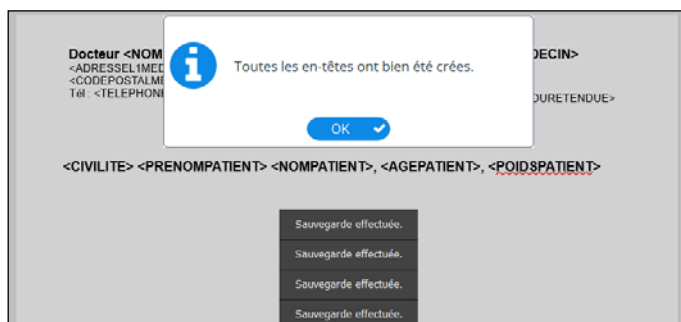 Docteur <NOM
DECIN>
<ADRESSEL1MED
<CODEPOSTALME
Tél : <TELEPHONE
OURETENDUE>
Toutes les en-têtes ont bien été crées.
OK
<CIVILITE> <PRENOMPATIENT> <NOMPATIENT>, <AGEPATIENT>, <POIDSPATIENT>
Sauvegarde effectuée.
Sauvegarde effectuée.
Sauvegarde effectuée.
Sauvegarde effectuée.